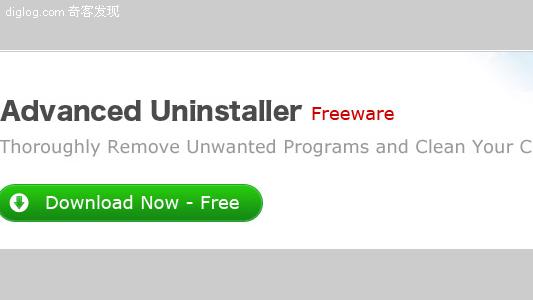 diglog.com 奇客发现
Advanced Uninstaller Freeware
Thoroughly Remove Unwanted Programs and Clean Your C
Download Now - Free